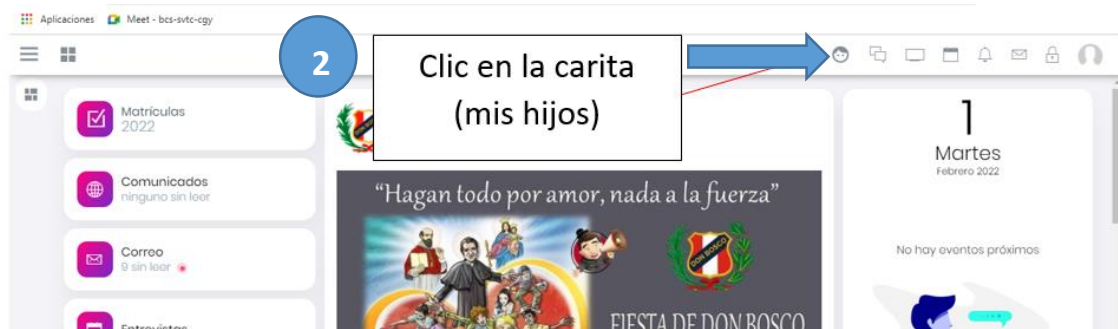 Aplicaciones
Meet - bcs-svtc-cgy
2
Clic en la carita
(mis hijos)
Matrículas
2022
Comunicados
ninguno sin leer
Correo
9 sin leer
Entrevistas
"Hagan todo por amor, nada a la fuerza"
DON BOSCO
FIESTA DE DON BOSCO
1
Martes
Febrero 2022
No hay eventos próximos